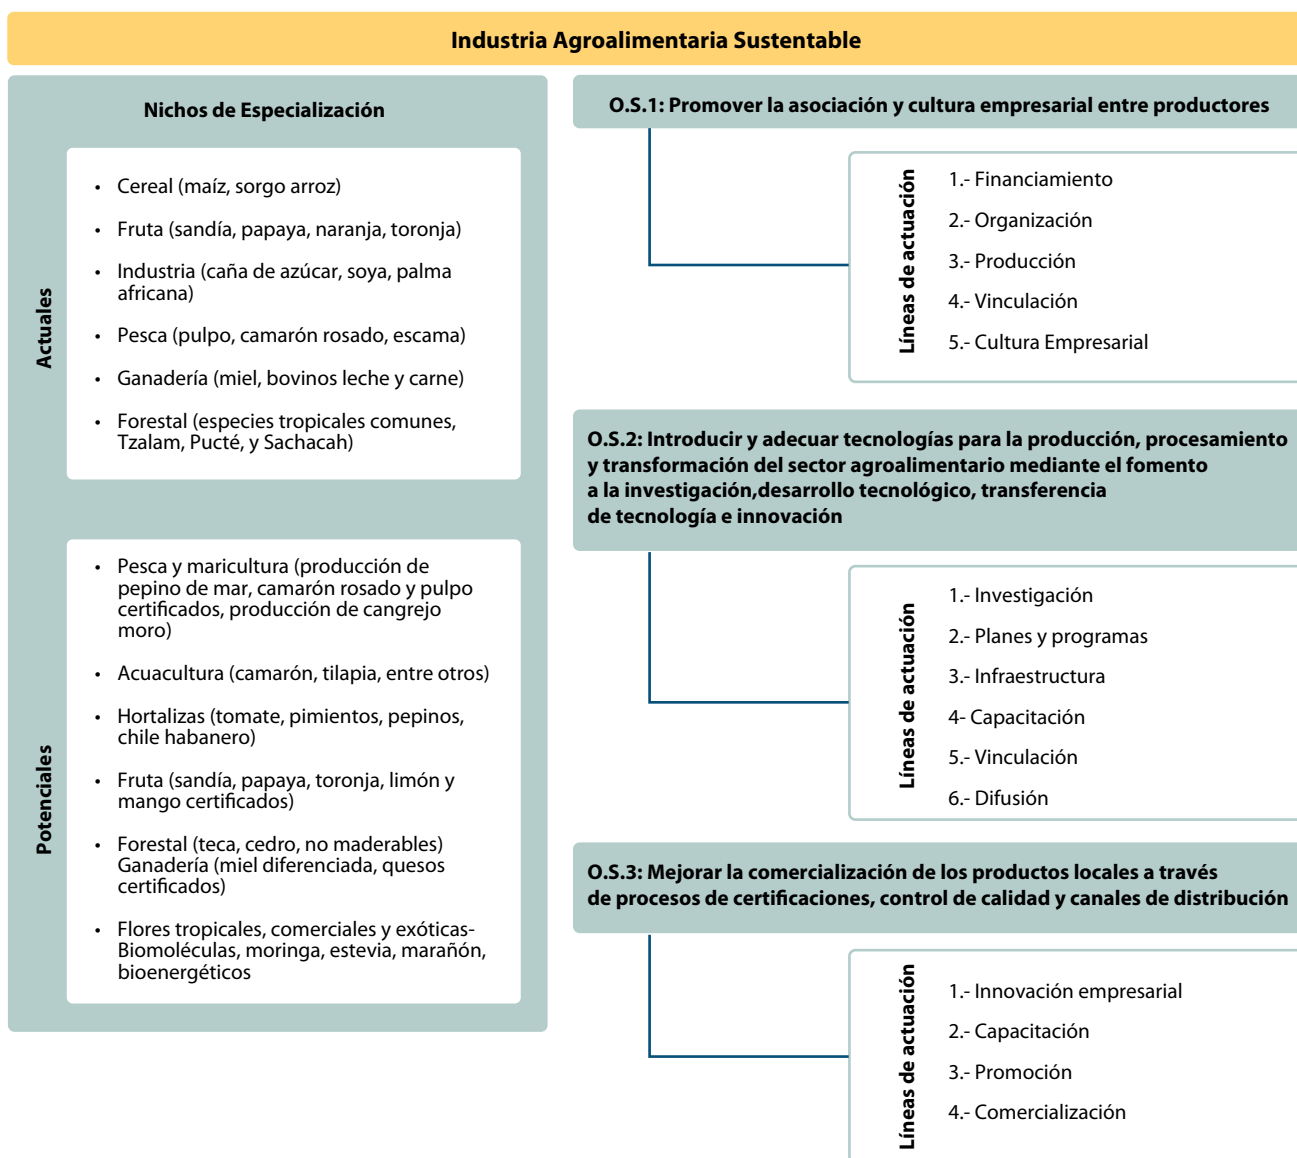 Industria Agroalimentaria Sustentable
Nichos de Especialización
Actuales
• Cereal (maíz, sorgo arroz)
• Fruta (sandía, papaya, naranja, toronja)
• Industria (caña de azúcar, soya, palma
africana)
• Pesca (pulpo, camarón rosado, escama)
• Ganadería (miel, bovinos leche y carne)
• Forestal (especies tropicales comunes,
Tzalam, Pucté, y Sachacah)
Potenciales
• Pesca y maricultura (producción de
pepino de mar, camarón rosado y pulpo
certificados, producción de cangrejo
moro)
• Acuacultura (camarón, tilapia, entre otros)
• Hortalizas (tomate, pimientos, pepinos,
chile habanero)
• Fruta (sandía, papaya, toronja, limón y
mango certificados)
• Forestal (teca, cedro, no maderables)
Ganadería (miel diferenciada, quesos
certificados)
• Flores tropicales, comerciales y exóticas-
Biomoléculas, moringa, estevia, marañón,
bioenergéticos
O.S.1: Promover la asociación y cultura empresarial entre productores
Líneas de actuación
1.- Financiamiento
2.- Organización
3.- Producción
4.- Vinculación
5.- Cultura Empresarial
O.S.2: Introducir y adecuar tecnologías para la producción, procesamiento
y transformación del sector agroalimentario mediante el fomento
a la investigación,desarrollo tecnológico, transferencia
de tecnología e innovación
Líneas de actuación
1.- Investigación
2.- Planes y programas
3.- Infraestructura
4- Capacitación
5.- Vinculación
6.- Difusión
O.S.3: Mejorar la comercialización de los productos locales a través
de procesos de certificaciones, control de calidad y canales de distribución
Líneas de actuación
1.- Innovación empresarial
2.- Capacitación
3.- Promoción
4.- Comercialización